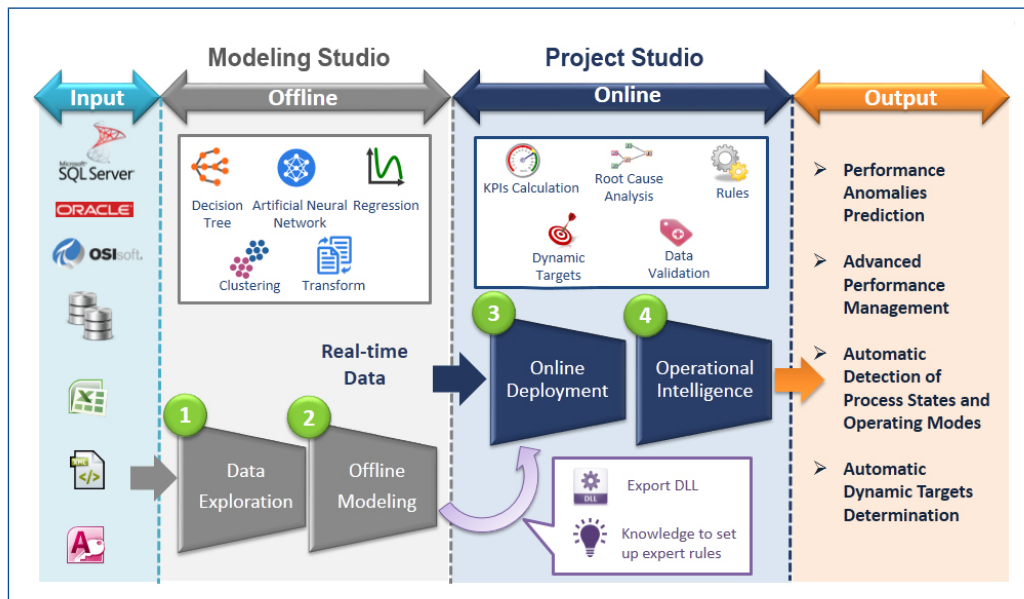 Modeling Studio
Project Studio
Input
Offline
Online
Output
Microsoft
SQL Server
ORACLE
OSIsoft.
Decision
Tree
Artificial Neural
Network
Regression
Clustering
Transform
KPIs Calculation
Root Cause
Analysis
Rules
Dynamic
Targets
Data
Validation
Real-time
Data
1
Data
Exploration
2
Offline
Modeling
3
Online
Deployment
4
Operational
Intelligence
DLL
Export DLL
Knowledge to set
up expert rules
➢ Performance
Anomalies
Prediction
➢ Advanced
Performance
Management
➢ Automatic
Detection of
Process States and
Operating Modes
➢ Automatic
Dynamic Targets
Determination